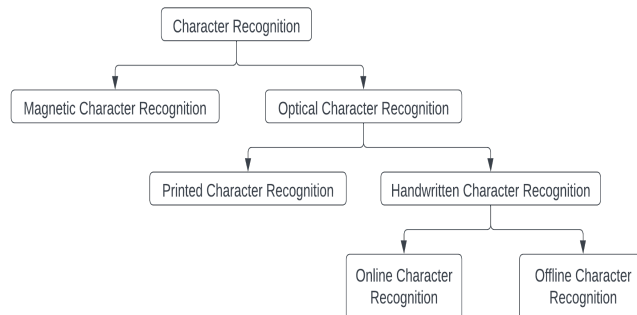 Character Recognition
Magnetic Character Recognition
Optical Character Recognition
Printed Character Recognition
Handwritten Character Recognition
Online Character
Recognition
Offline Character
Recognition